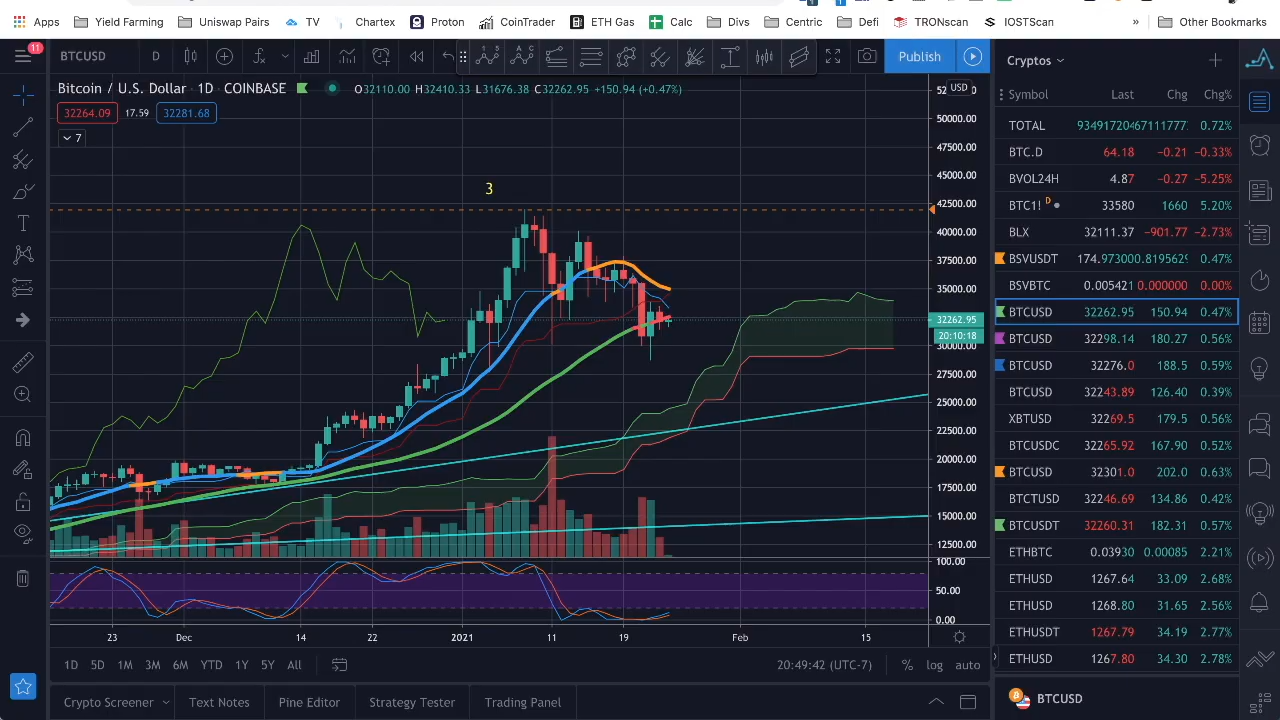 Apps Yield Farming Uniswap Pairs TV Chartex Proton CoinTrader ETH Gas Calc Divs Centric Defi TRONscan IOSTScan » Other Bookmarks
11
BTCUSD D Publish
Bitcoin / U.S. Dollar · 1D · COINBASE O32110.00 H32410.33 L31676.38 C32262.95 +150.94 (+0.47%) USD
32264.09 17.59 32281.68
7
3
50000.00
47500.00
45000.00
42500.00
40000.00
37500.00
35000.00
32262.95
20:10:18
30000.00
27500.00
25000.00
22500.00
20000.00
17500.00
15000.00
12500.00
100.00
50.00
0.00
23 Dec 14 22 2021 11 19 Feb 15
1D 5D 1M 3M 6M YTD 1Y 5Y All 20:49:42 (UTC-7) % log auto
Crypto Screener Text Notes Pine Editor Strategy Tester Trading Panel
Cryptos
Symbol Last Chg Chg%
TOTAL 0.72%
BTC.D 64.18 −0.21 −0.33%
BVOL24H 4.87 −0.27 −5.25%
BTC1! D 33580 1660 5.20%
BLX 32111.37 −901.77 −2.73%
BSVUSDT 0.47%
BSVBTC 0.005421 0.000000 0.00%
BTCUSD 32262.95 150.94 0.47%
BTCUSD 32298.14 180.27 0.56%
BTCUSD 32276.0 188.5 0.59%
BTCUSD 32243.89 126.40 0.39%
XBTUSD 32269.5 179.5 0.56%
BTCUSDC 32265.92 167.90 0.52%
BTCUSD 32301.0 202.0 0.63%
BTCTUSD 32246.69 134.86 0.42%
BTCUSDT 32260.31 182.31 0.57%
ETHBTC 0.03930 0.00085 2.21%
ETHUSD 1267.64 33.09 2.68%
ETHUSD 1268.80 31.65 2.56%
ETHUSDT 1267.79 34.19 2.77%
ETHUSD 1267.80 34.30 2.78%
BTCUSD